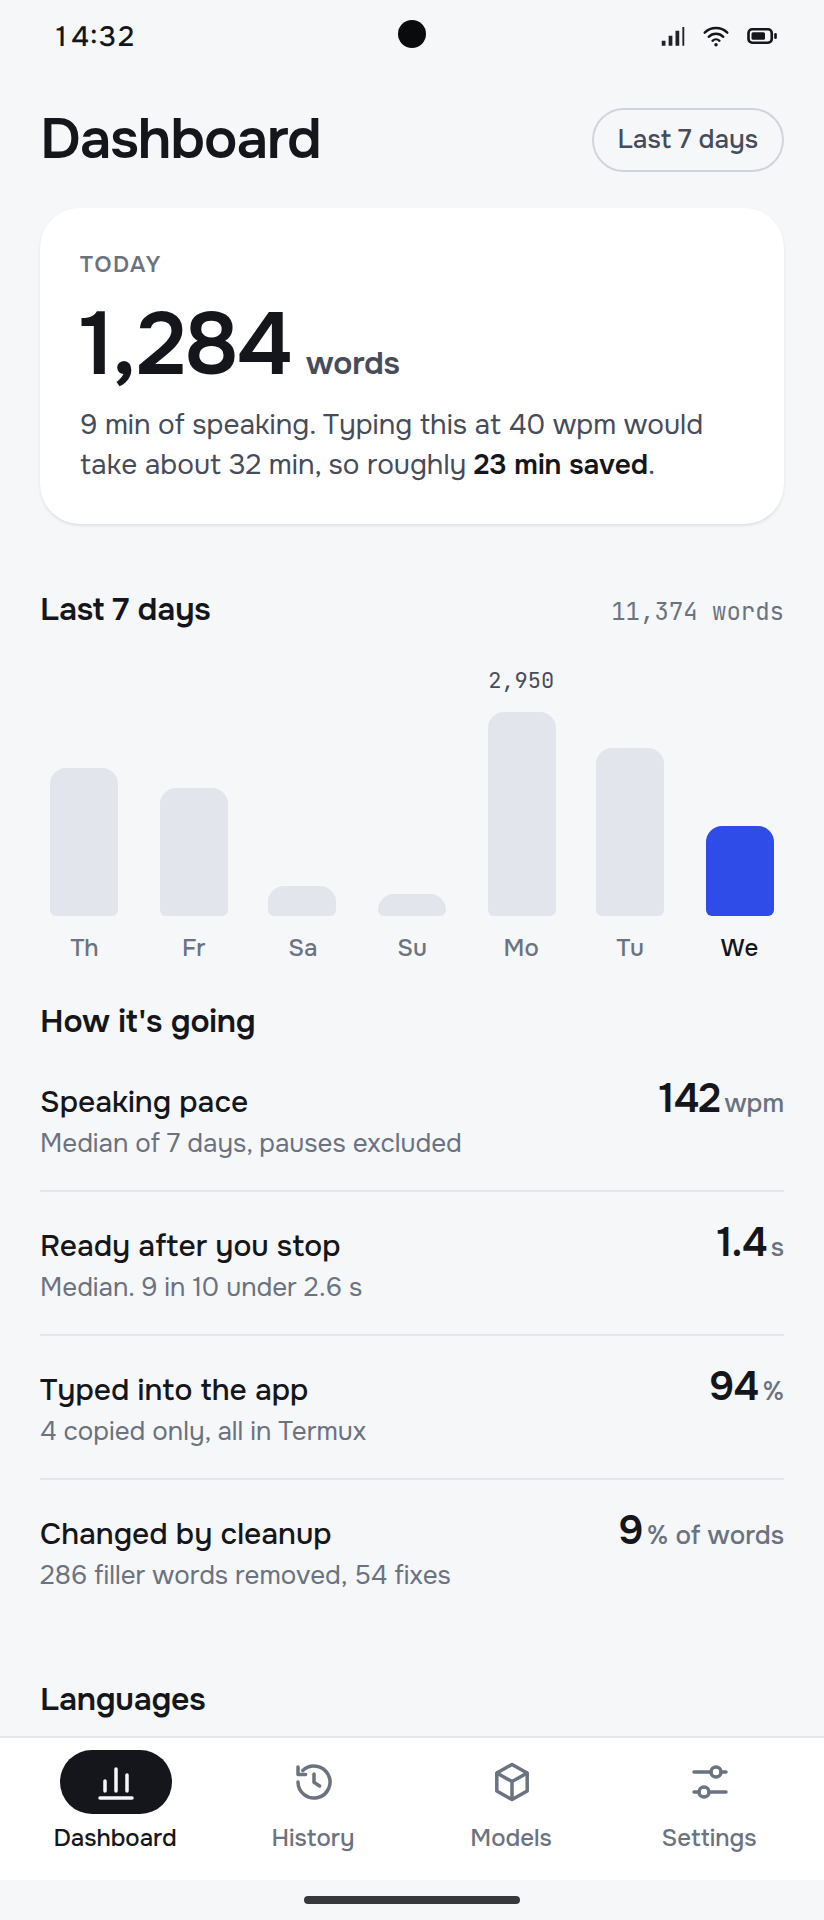 14:32
Dashboard
Last 7 days
TODAY
1,284 words
9 min of speaking. Typing this at 40 wpm would
take about 32 min, so roughly 23 min saved.
Last 7 days
11,374 words
2,950
Th Fr Sa Su Mo Tu We
How it's going
Speaking pace
142 wpm
Median of 7 days, pauses excluded
Ready after you stop
1.4 s
Median. 9 in 10 under 2.6 s
Typed into the app
94 %
4 copied only, all in Termux
Changed by cleanup
9 % of words
286 filler words removed, 54 fixes
Languages
Dashboard History Models Settings